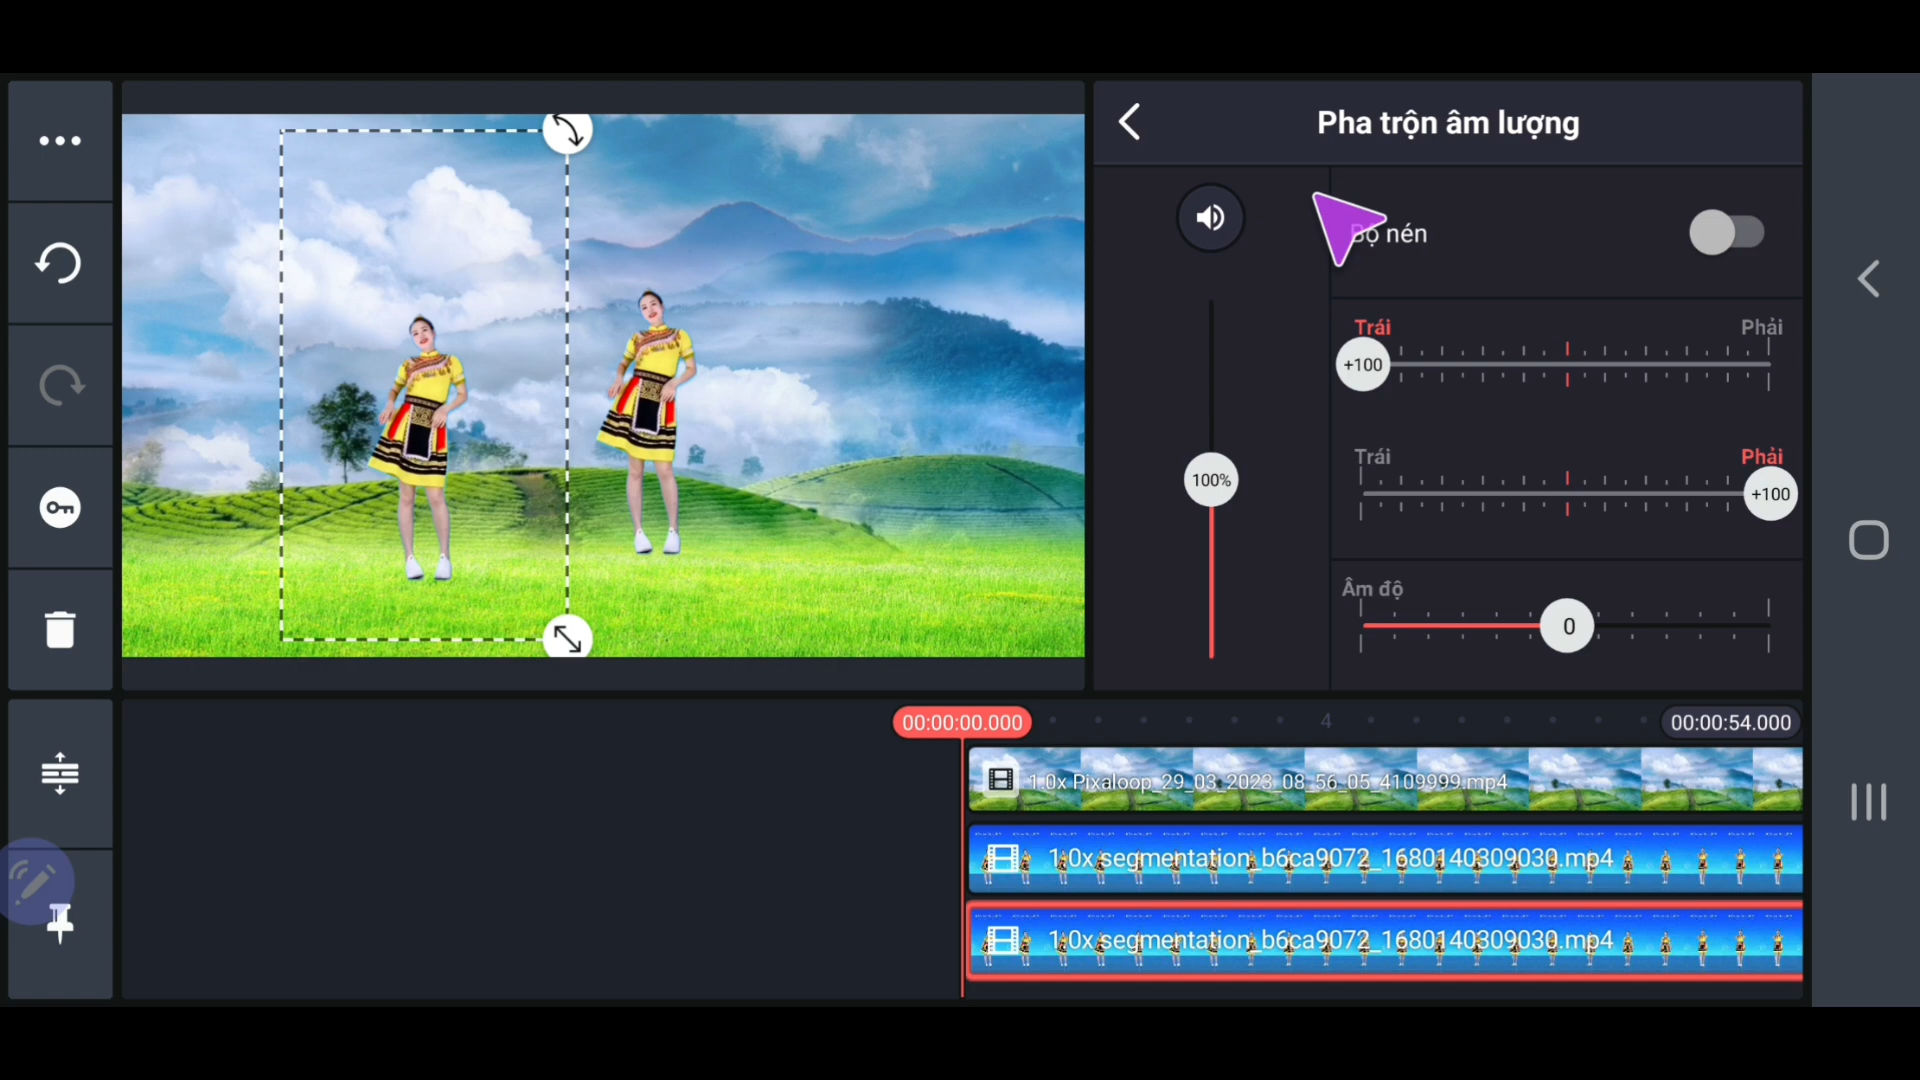 Pha trộn âm lượng
Bộ nén
Trái Phải
+100
100%
Trái Phải
+100
Âm độ
0
00:00:00.000 4 00:00:54.000
1.0x Pixaloop_29_03_2023_08_56_05_4109999.mp4
1.0x segmentation_b6ca9072_1680140309030.mp4
1.0x segmentation_b6ca9072_1680140309030.mp4